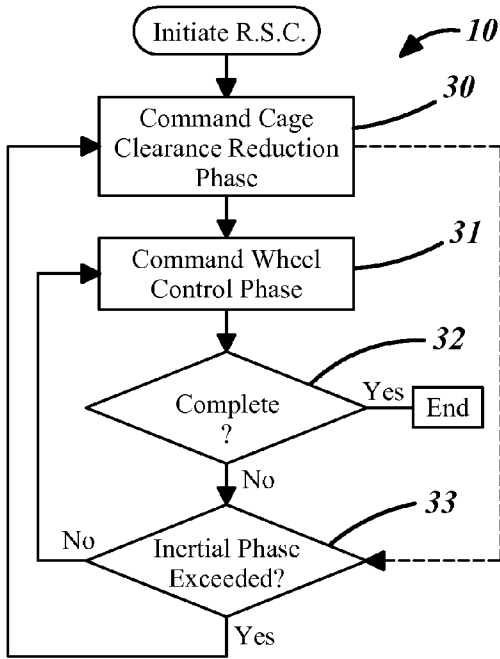 Initiate R.S.C.
10
30
Command Cage
Clearance Reduction
Phase
31
Command Wheel
Control Phase
32
Complete
?
Yes
End
No
33
No
Inertial Phase
Exceeded?
Yes